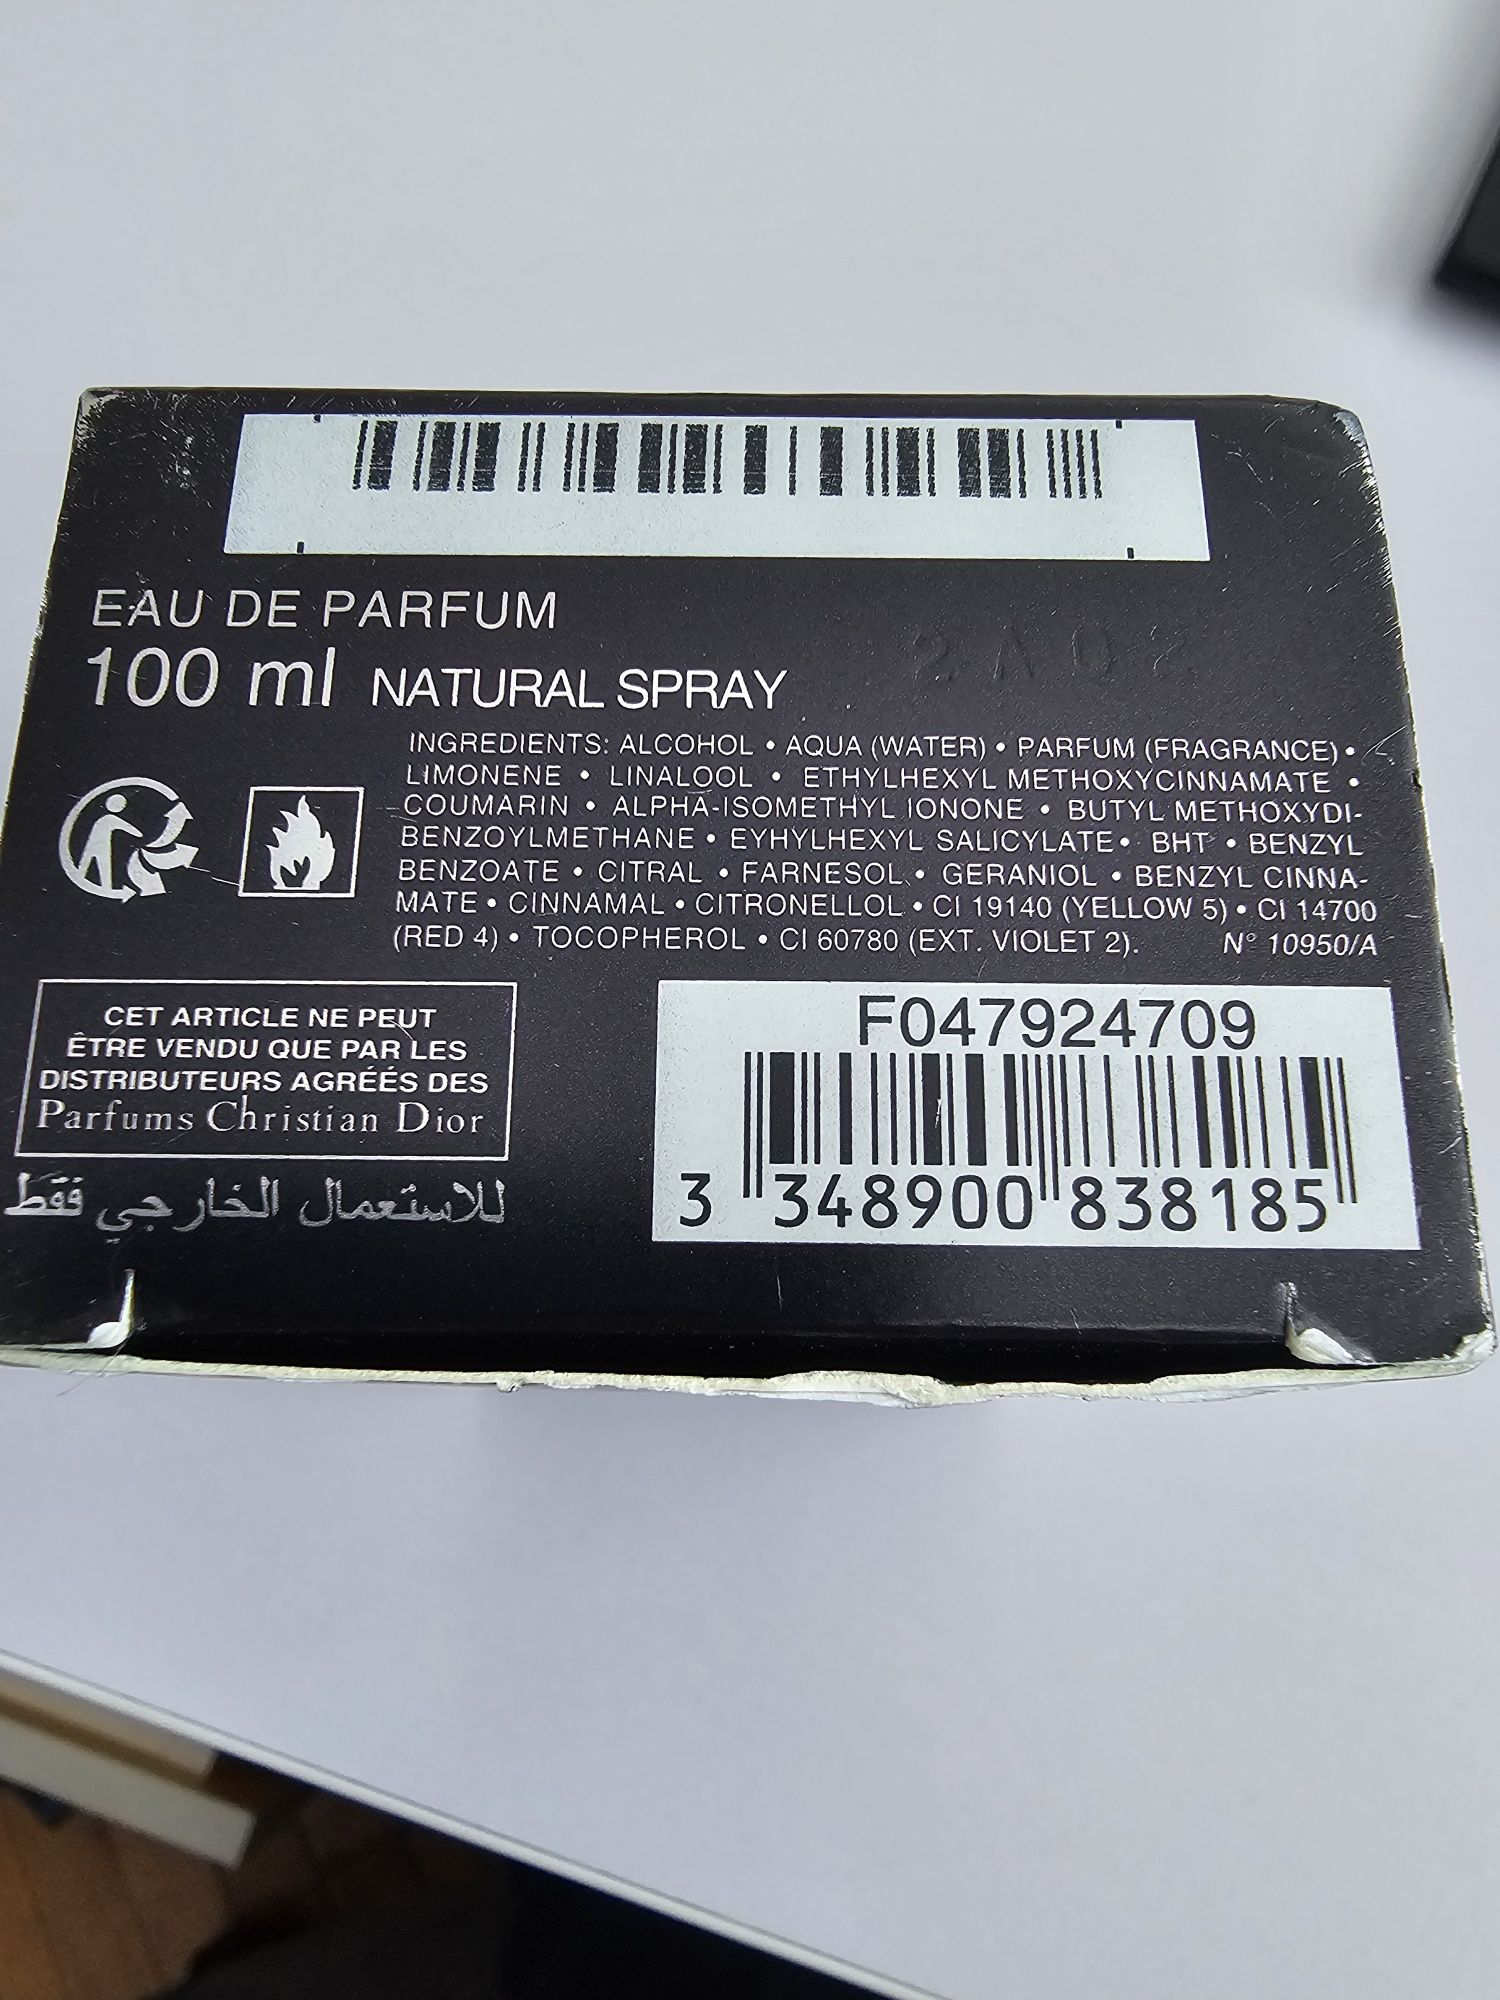 EAU DE PARFUM
100 ml NATURAL SPRAY
INGREDIENTS: ALCOHOL • AQUA (WATER) • PARFUM (FRAGRANCE) •
LIMONENE • LINALOOL • ETHYLHEXYL METHOXYCINNAMATE •
COUMARIN • ALPHA-ISOMETHYL IONONE • BUTYL METHOXYDI-
BENZOYLMETHANE • EYHYLHEXYL SALICYLATE • BHT • BENZYL
BENZOATE • CITRAL • FARNESOL • GERANIOL • BENZYL CINNA-
MATE • CINNAMAL • CITRONELLOL • CI 19140 (YELLOW 5) • CI 14700
(RED 4) • TOCOPHEROL • CI 60780 (EXT. VIOLET 2). N° 10950/A
CET ARTICLE NE PEUT
ÊTRE VENDU QUE PAR LES
DISTRIBUTEURS AGRÉÉS DES
Parfums Christian Dior
للاستعمال الخارجي فقط
F047924709
3 348900 838185